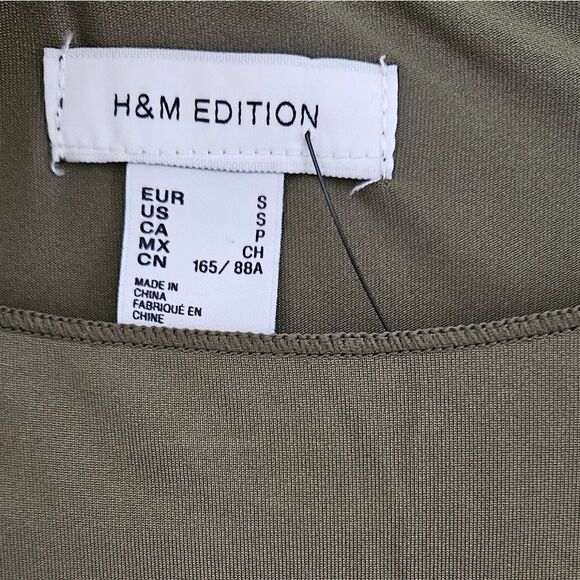 H&M EDITION
EUR S
US S
CA P
MX CH
CN 165/88A
MADE IN
CHINA
FABRIQUÉ EN
CHINE